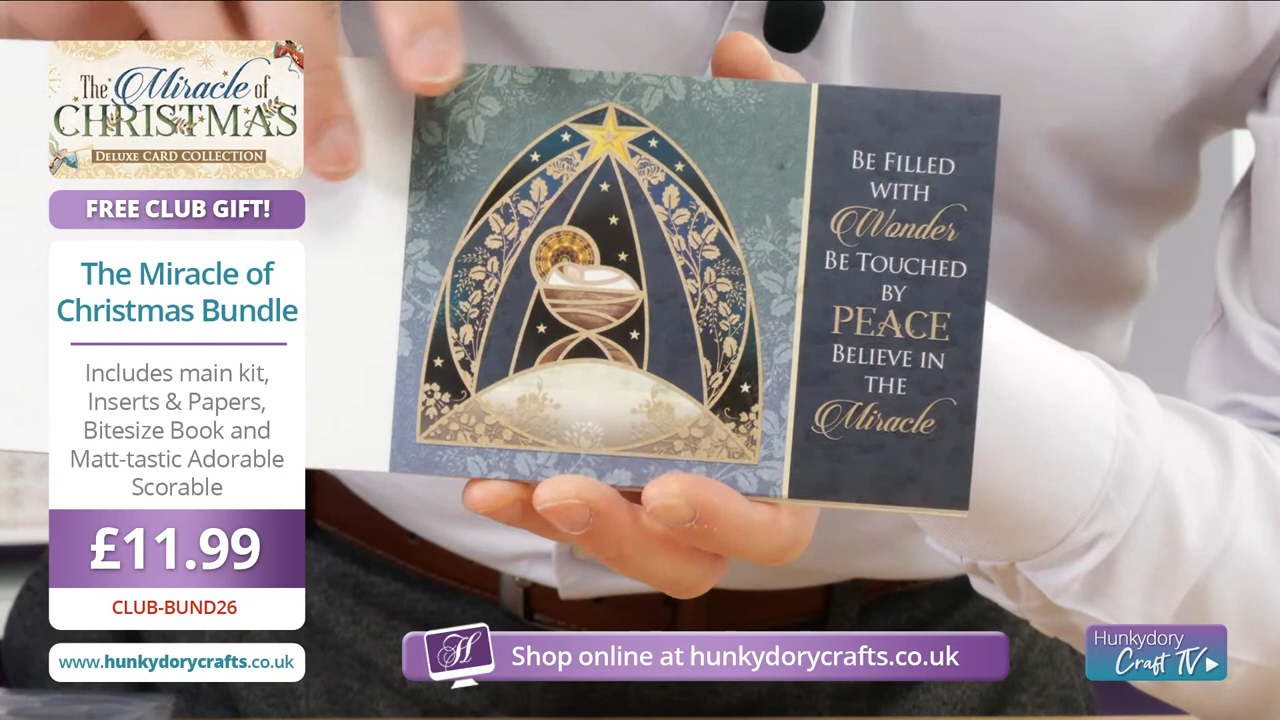 The Miracle of
CHRISTMAS
DELUXE CARD COLLECTION
FREE CLUB GIFT!
The Miracle of
Christmas Bundle
Includes main kit,
Inserts & Papers,
Bitesize Book and
Matt-tastic Adorable
Scorable
£11.99
CLUB-BUND26
www.hunkydorycrafts.co.uk
BE FILLED
WITH
Wonder
BE TOUCHED
BY
PEACE
BELIEVE IN
THE
Miracle
H
Shop online at hunkydorycrafts.co.uk
Hunkydory
Craft TV